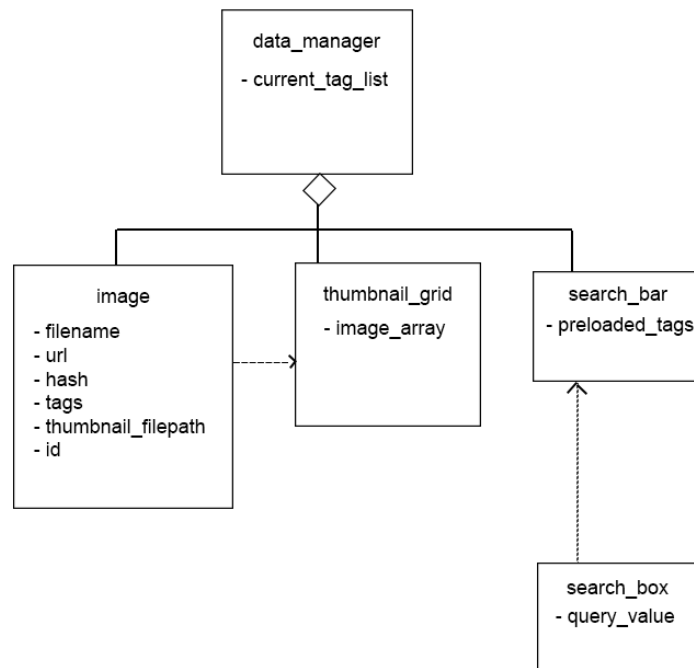 data_manager
- current_tag_list
image
- filename
- url
- hash
- tags
- thumbnail_filepath
- id
thumbnail_grid
- image_array
search_bar
- preloaded_tags
search_box
- query_value